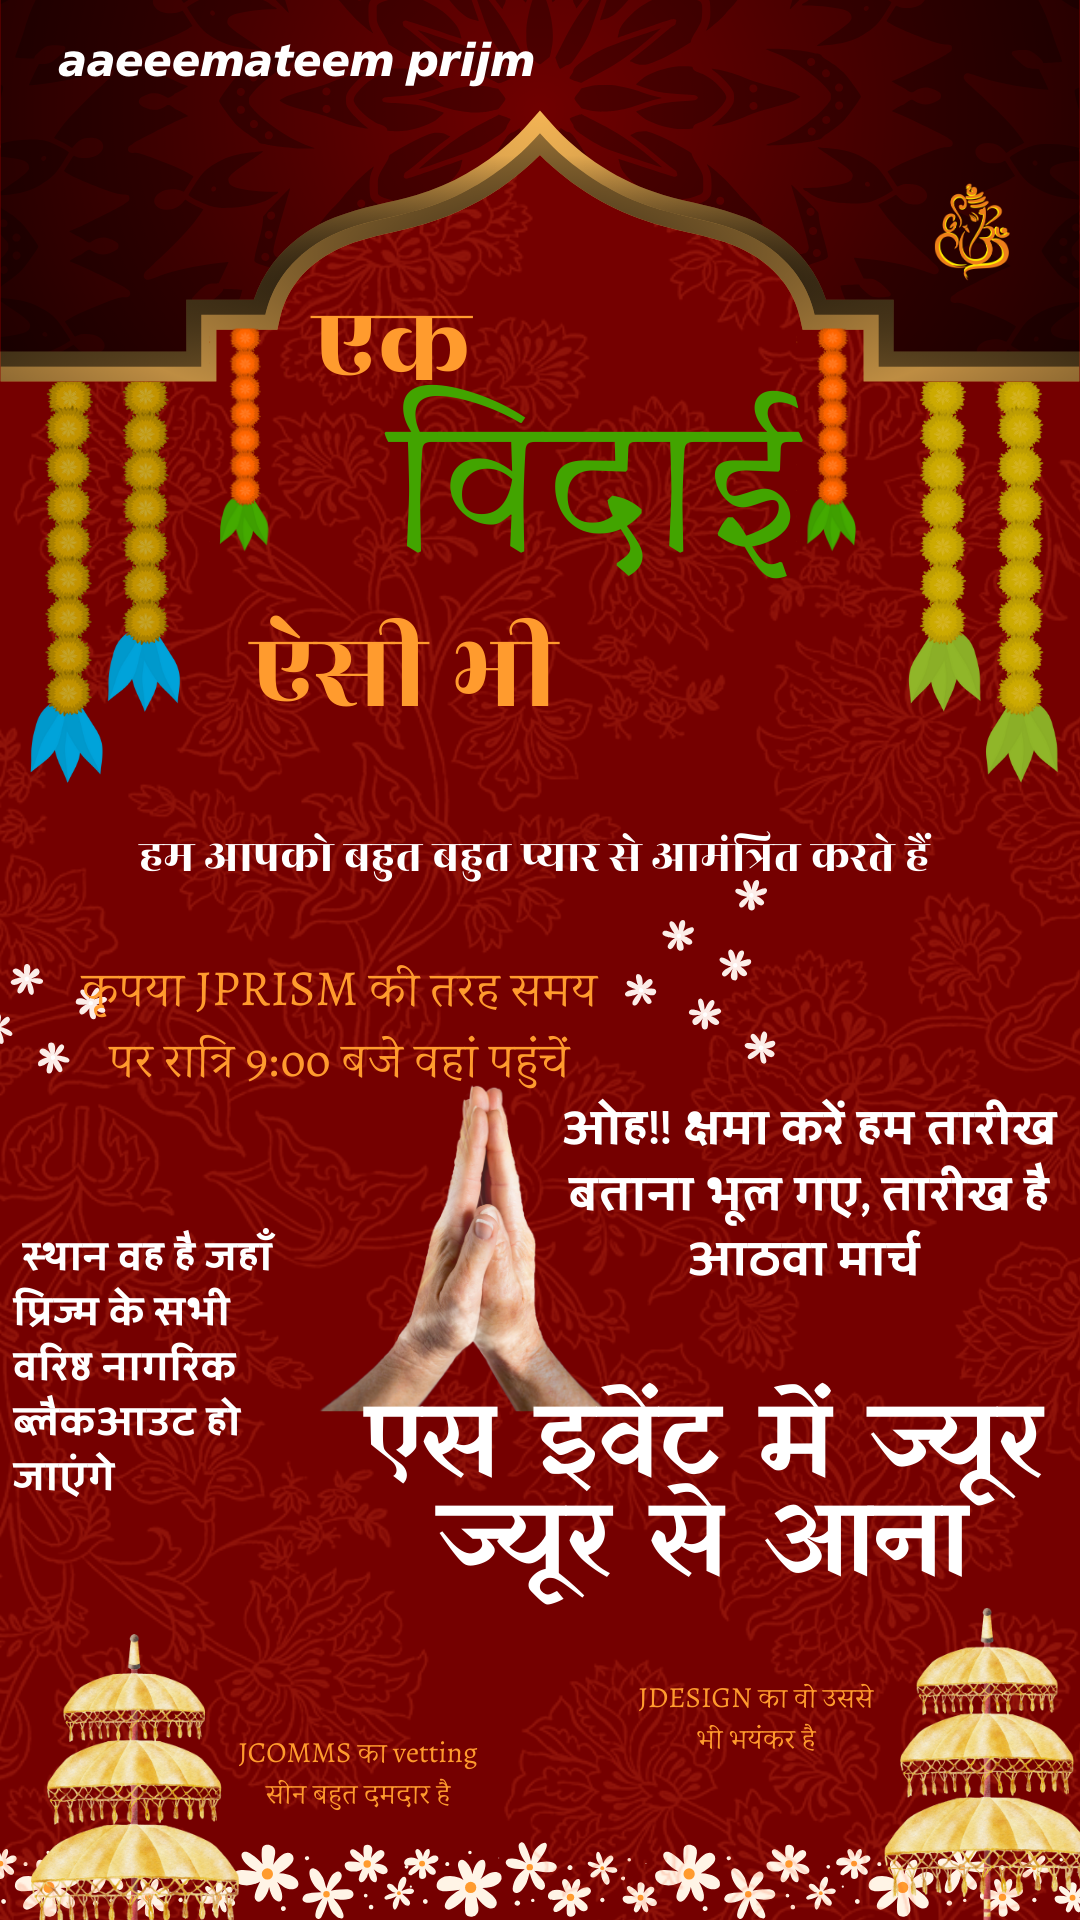 aaeeemateem prijm
एक
विदाई
ऐसी भी
हम आपको बहुत बहुत प्यार से आमंत्रित करते हैं
कृपया JPRISM की तरह समय
पर रात्रि 9:00 बजे वहां पहुंचें
ओह!! क्षमा करें हम तारीख
बताना भूल गए, तारीख है
आठवा मार्च
स्थान वह है जहाँ
प्रिज्म के सभी
वरिष्ठ नागरिक
ब्लैकआउट हो
जाएंगे
एस इवेंट में ज्यूर
ज्यूर से आना
JDESIGN का वो उससे
भी भयंकर है
JCOMMS का vetting
सीन बहुत दमदार है